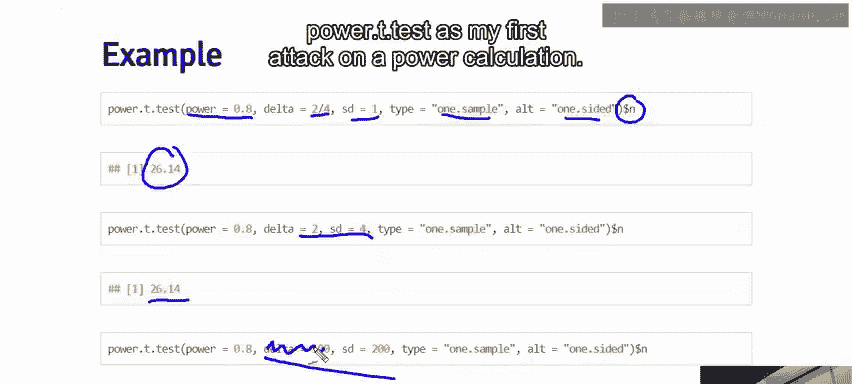 power.t.test as my first
attack on a power calculation.
Example
power.t.test(power = 0.8, delta = 2/4, sd = 1, type = "one.sample", alt = "one.sided")$n
## [1] 26.14
power.t.test(power = 0.8, delta = 2, sd = 4, type = "one.sample", alt = "one.sided")$n
## [1] 26.14
power.t.test(power = 0.8, sd = 200, type = "one.sample", alt = "one.sided")$n